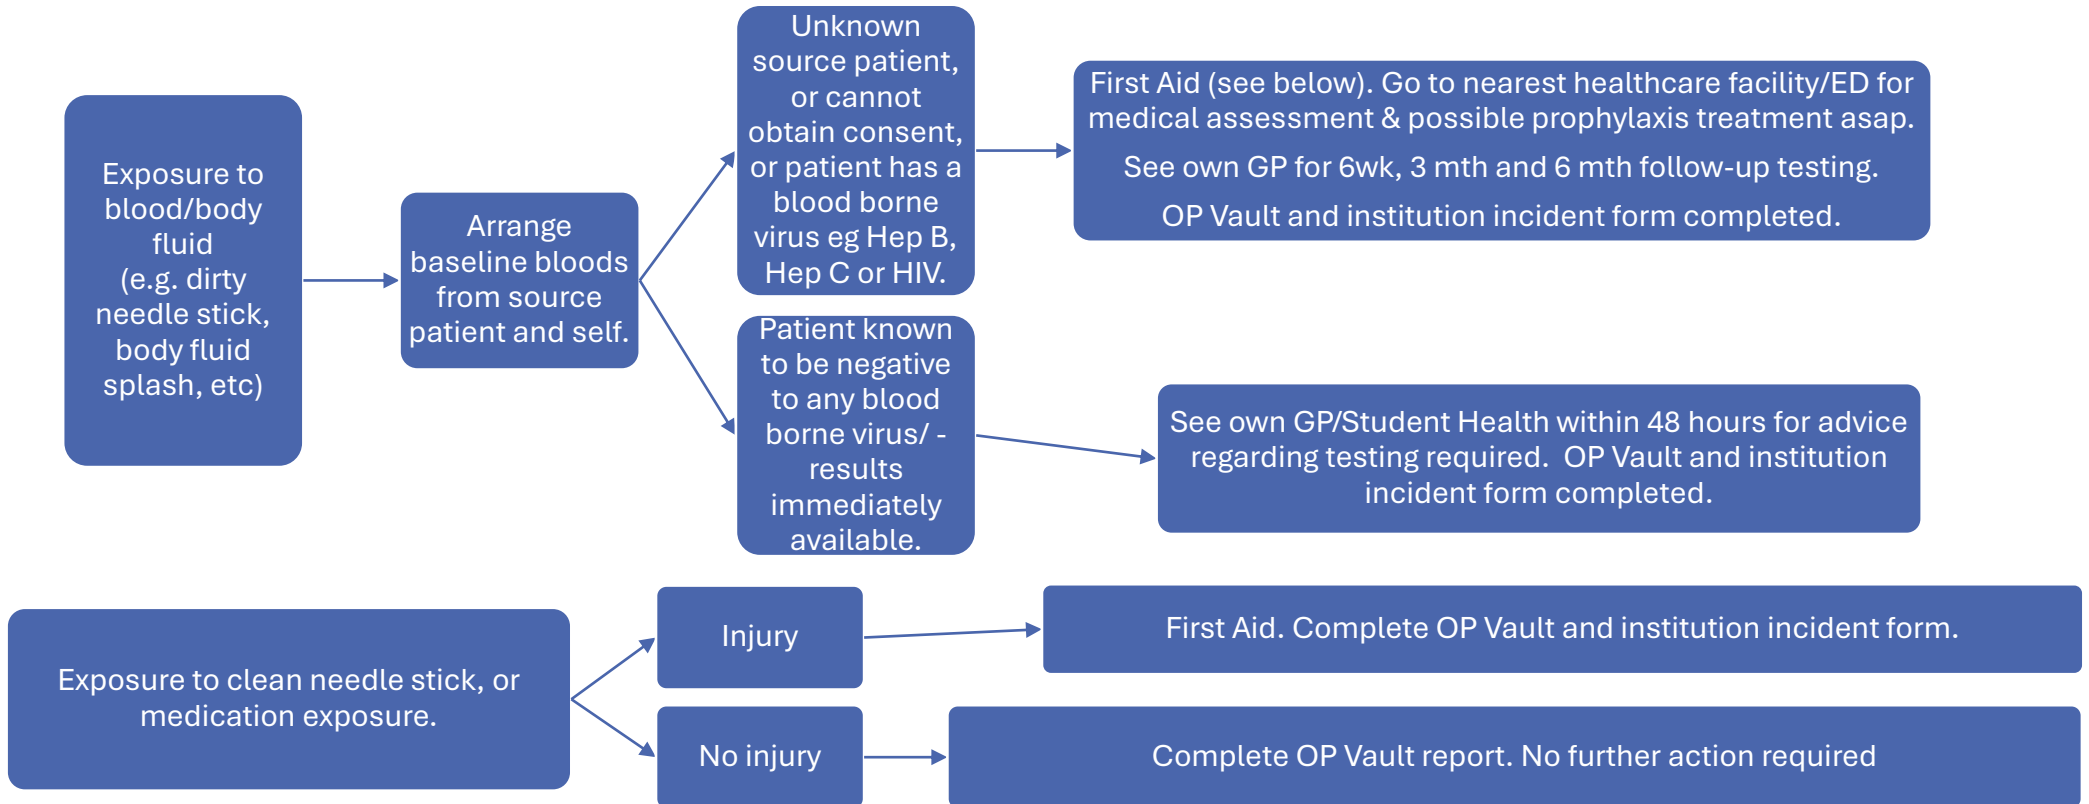 Exposure to
blood/body
fluid
(e.g. dirty
needle stick,
body fluid
splash, etc)
Arrange
baseline bloods
from source
patient and self.
Unknown
source patient,
or cannot
obtain consent,
or patient has a
blood borne
virus eg Hep B,
Hep C or HIV.
First Aid (see below). Go to nearest healthcare facility/ED for
medical assessment & possible prophylaxis treatment asap.
See own GP for 6wk, 3 mth and 6 mth follow-up testing.
OP Vault and institution incident form completed.
Patient known
to be negative
to any blood
borne virus/ -
results
immediately
available.
See own GP/Student Health within 48 hours for advice
regarding testing required.  OP Vault and institution
incident form completed.
Exposure to clean needle stick, or
medication exposure.
Injury
First Aid. Complete OP Vault and institution incident form.
No injury
Complete OP Vault report. No further action required